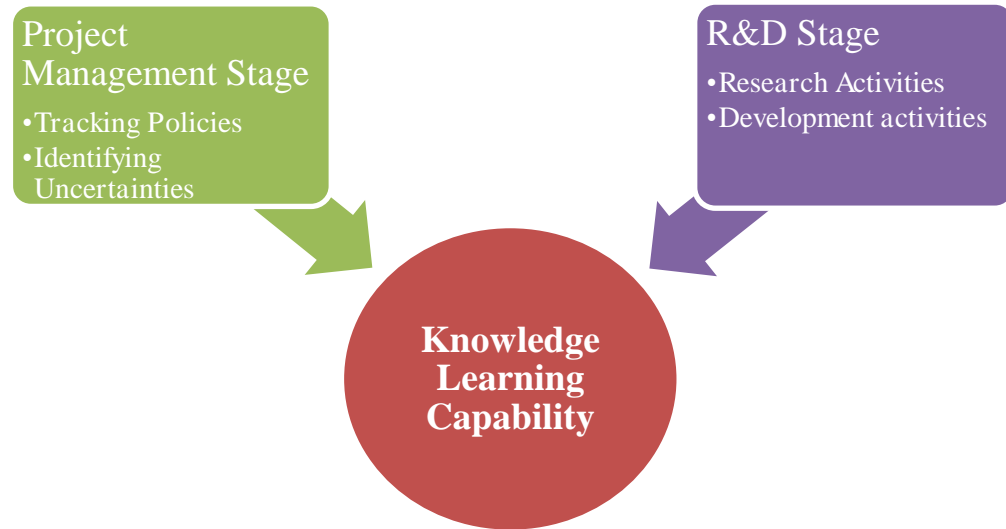 Project
Management Stage
•Tracking Policies
•Identifying
Uncertainties
R&D Stage
•Research Activities
•Development activities
Knowledge
Learning
Capability